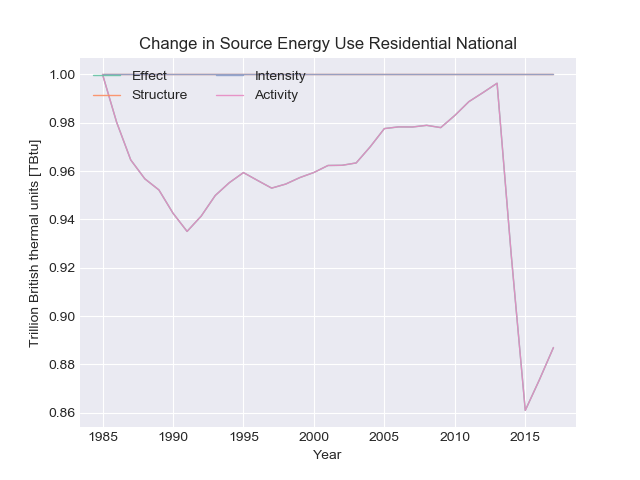 Change in Source Energy Use Residential National
Effect
Structure
Intensity
Activity
1.00
0.98
0.96
0.94
0.92
0.90
0.88
0.86
Trillion British thermal units [TBtu]
1985 1990 1995 2000 2005 2010 2015
Year